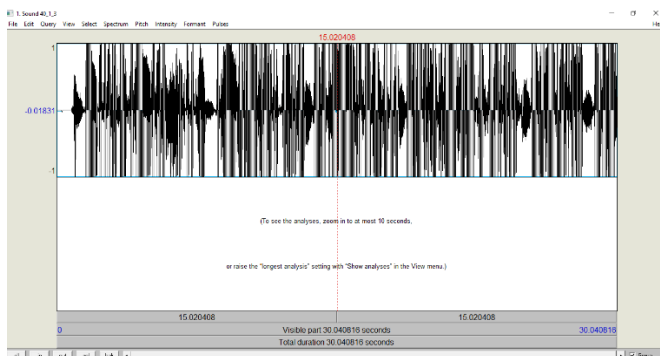 1. Sound 40_1_3
File Edit Query View Select Spectrum Pitch Intensity Formant Pulses
15.020408
1
-0.01831
-1
(To see the analyses, zoom in to at most 10 seconds,
or raise the "longest analysis" setting with "Show analyses" in the View menu.)
15.020408 15.020408
0 Visible part 30.040816 seconds 30.040816
Total duration 30.040816 seconds